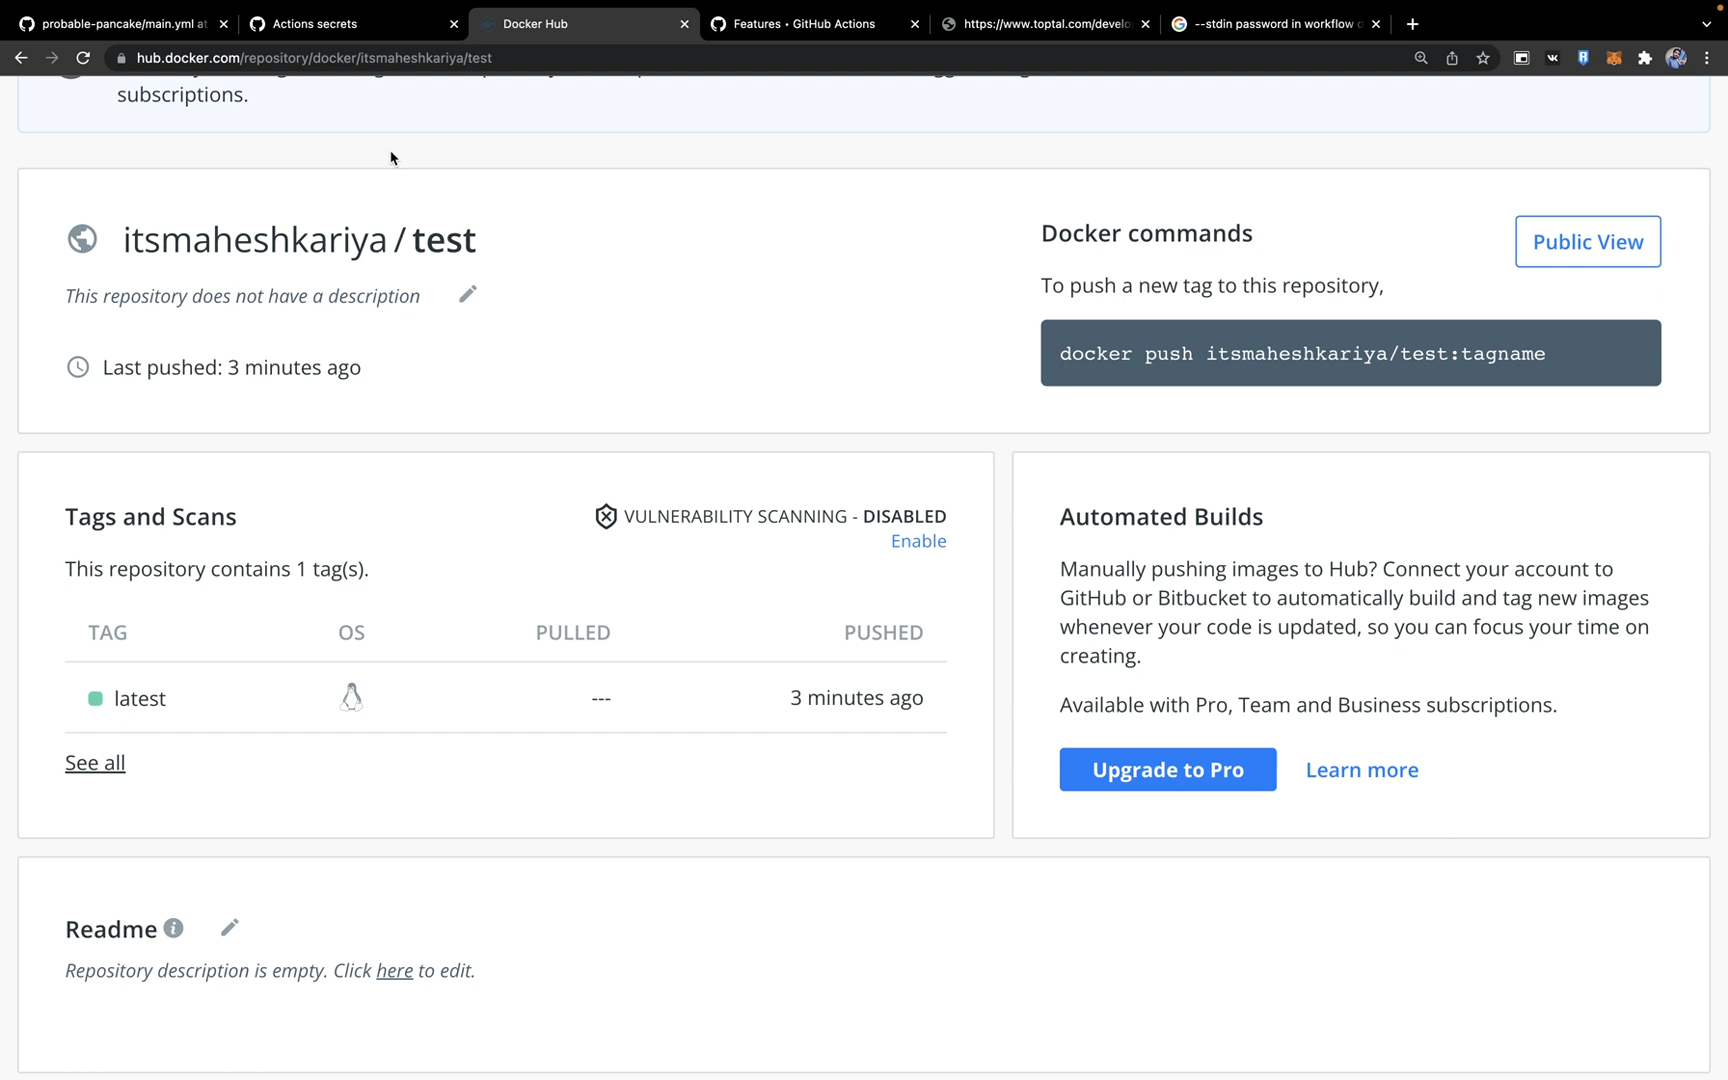 probable-pancake/main.yml at
Actions secrets
Docker Hub
Features • GitHub Actions
https://www.toptal.com/develo
--stdin password in workflow d
hub.docker.com/repository/docker/itsmaheshkariya/test
subscriptions.
itsmaheshkariya / test
This repository does not have a description
Last pushed: 3 minutes ago
Docker commands
Public View
To push a new tag to this repository,
docker push itsmaheshkariya/test:tagname
Tags and Scans
VULNERABILITY SCANNING - DISABLED
Enable
This repository contains 1 tag(s).
TAG OS PULLED PUSHED
latest --- 3 minutes ago
See all
Automated Builds
Manually pushing images to Hub? Connect your account to
GitHub or Bitbucket to automatically build and tag new images
whenever your code is updated, so you can focus your time on
creating.
Available with Pro, Team and Business subscriptions.
Upgrade to Pro Learn more
Readme
Repository description is empty. Click here to edit.